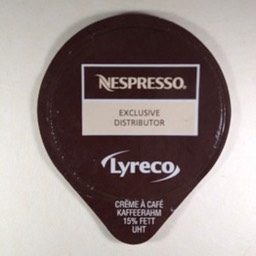 NESPRESSO®
EXCLUSIVE
DISTRIBUTOR
Lyreco
CRÈME À CAFÉ
KAFFEERAHM
15% FETT
UHT